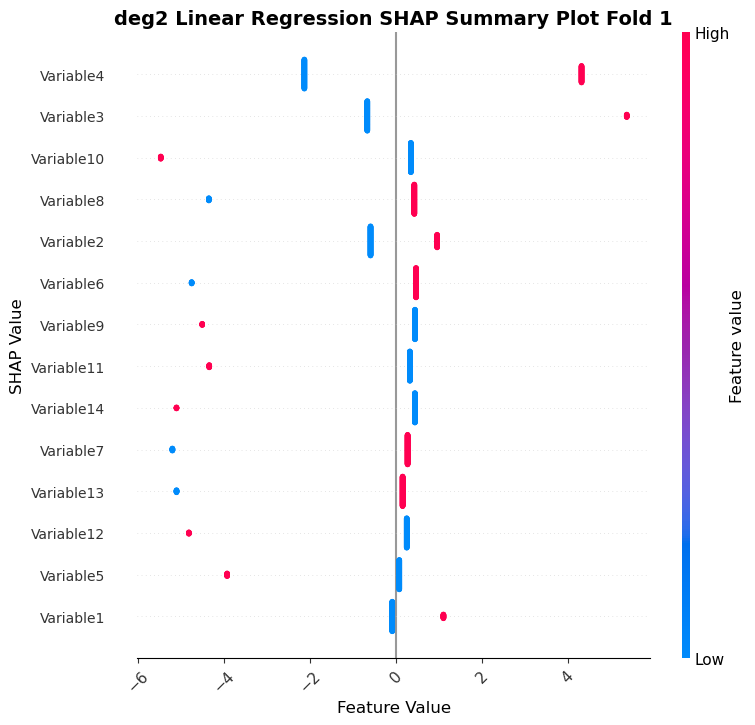 deg2 Linear Regression SHAP Summary Plot Fold 1
High
Variable4
Variable3
Variable10
Variable8
Variable2
Variable6
Variable9
Variable11
Variable14
Variable7
Variable13
Variable12
Variable5
Variable1
SHAP Value
Feature value
Low
−6 −4 −2 0 2 4
Feature Value